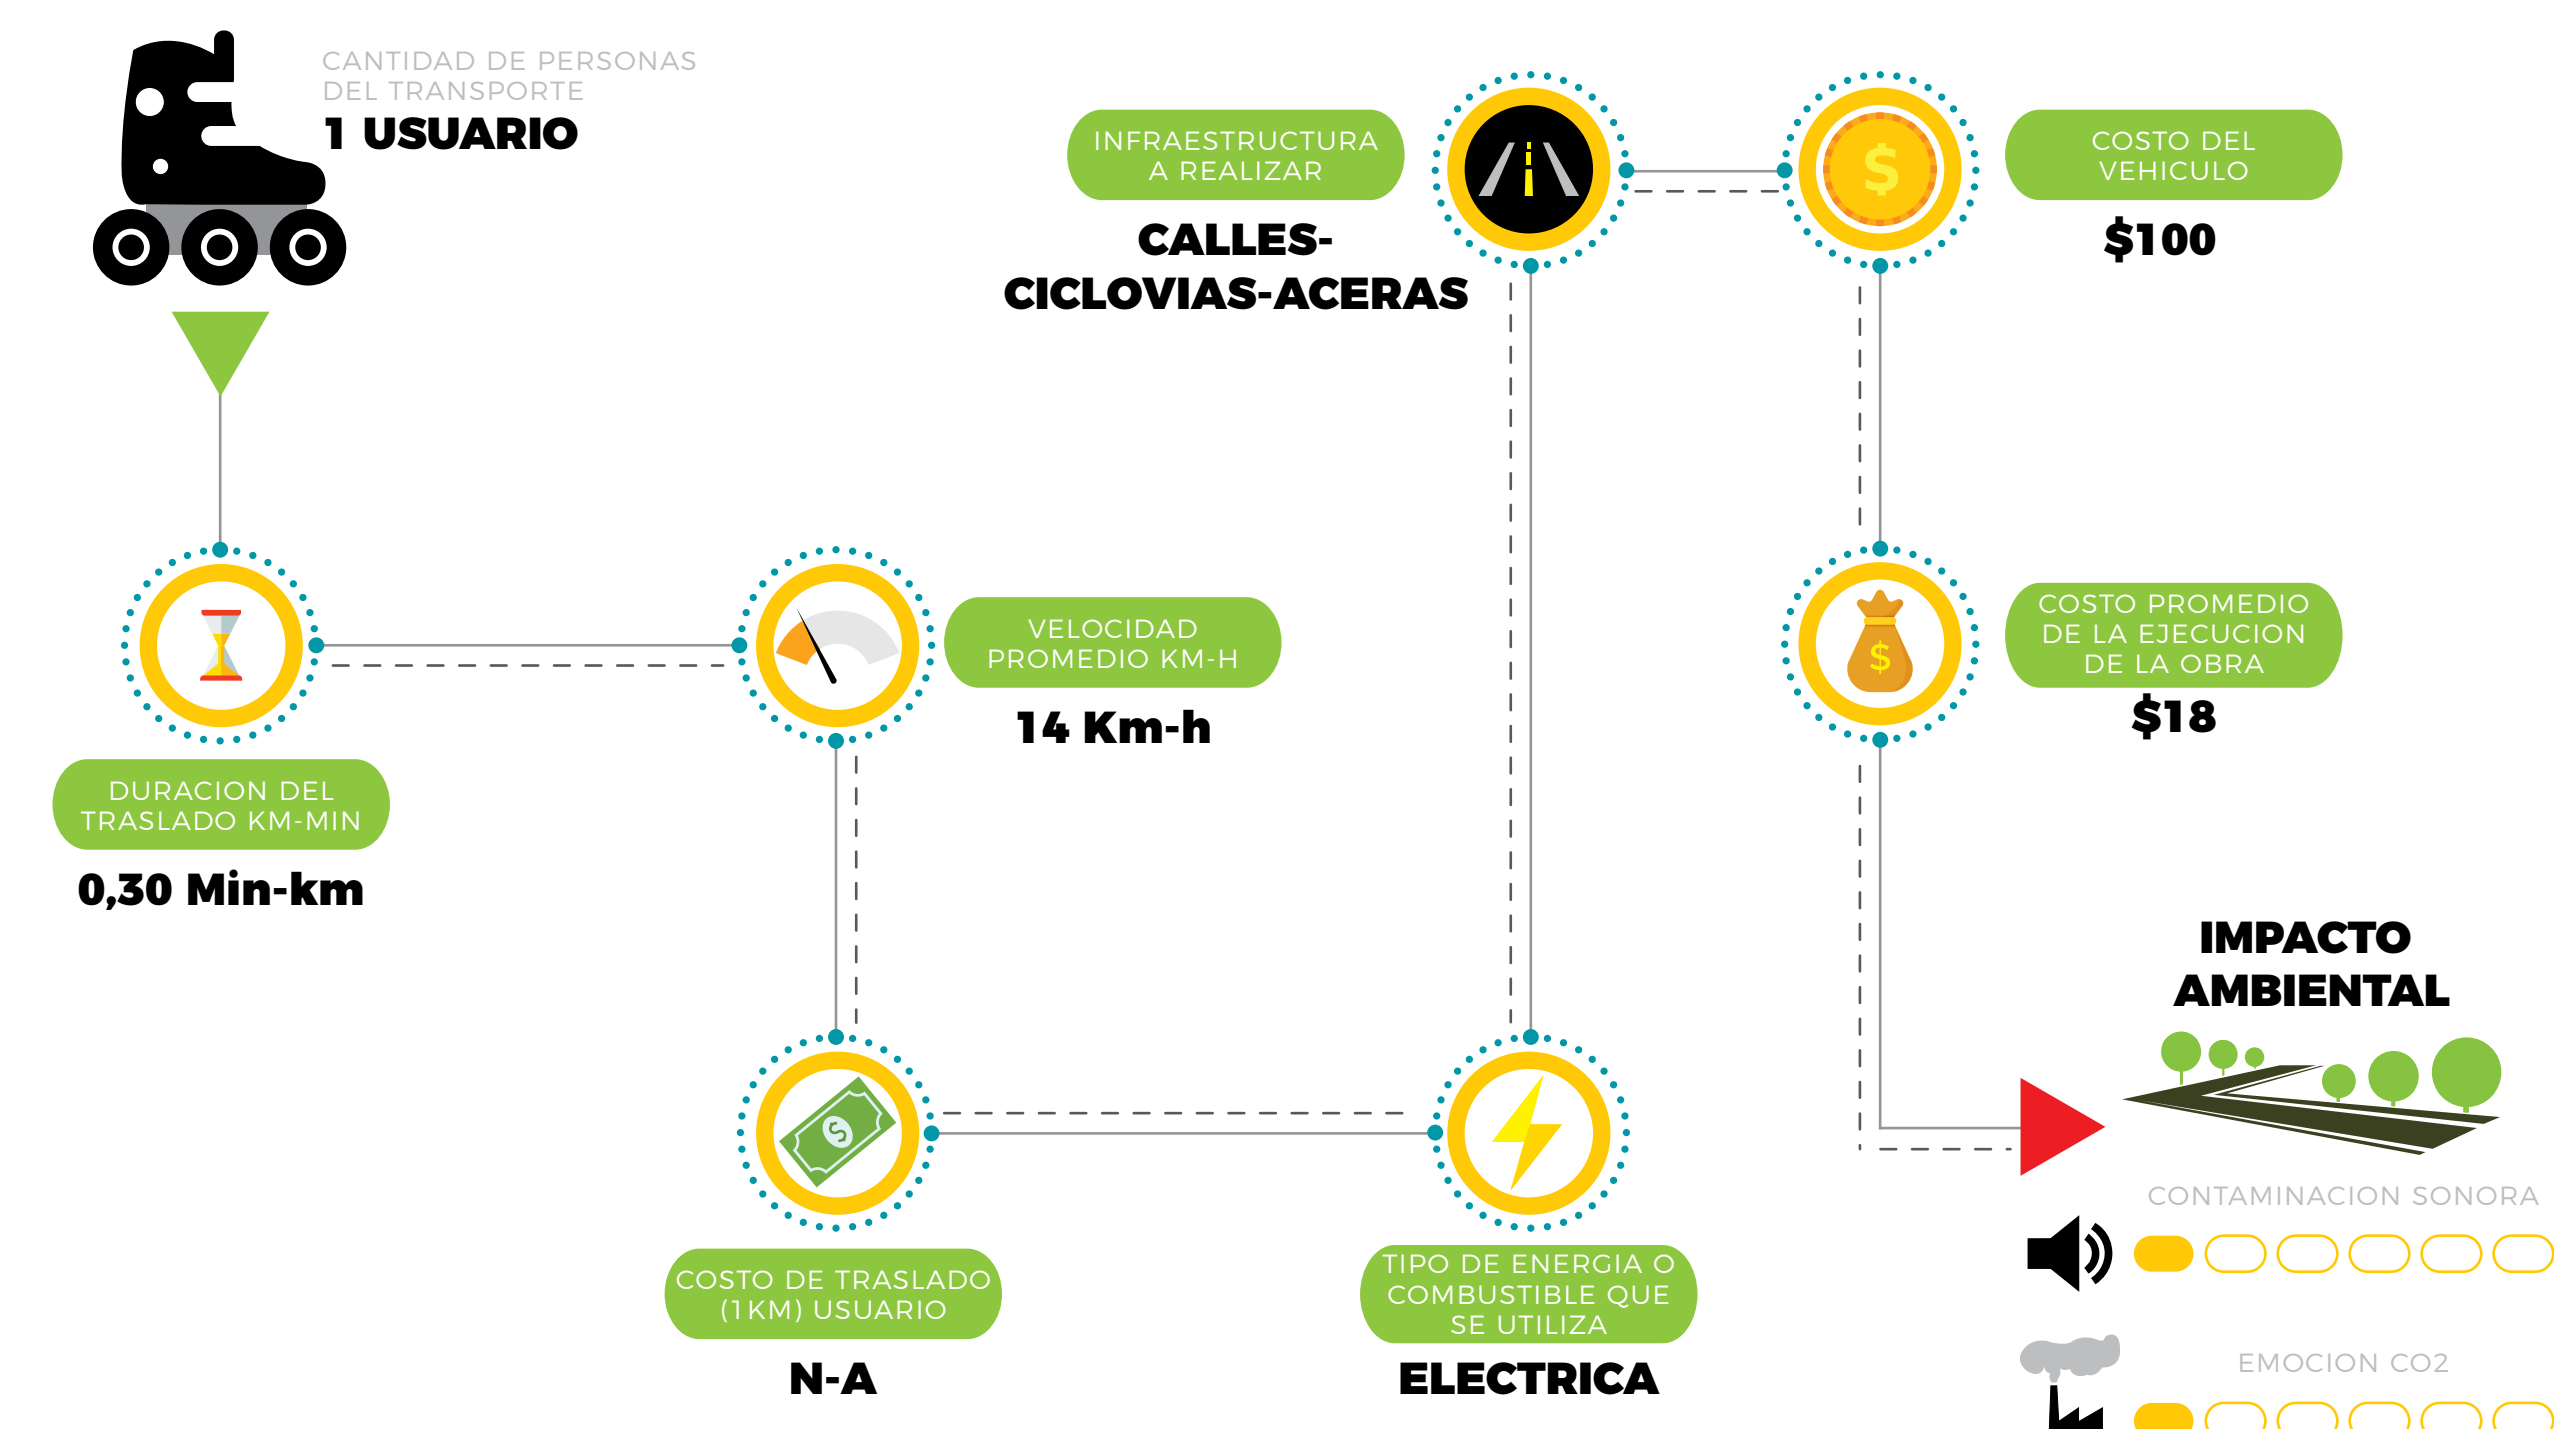 CANTIDAD DE PERSONAS
DEL TRANSPORTE
1 USUARIO
DURACION DEL
TRASLADO KM-MIN
0,30 Min-km
VELOCIDAD
PROMEDIO KM-H
14 Km-h
COSTO DE TRASLADO
(1KM) USUARIO
N-A
TIPO DE ENERGIA O
COMBUSTIBLE QUE
SE UTILIZA
ELECTRICA
INFRAESTRUCTURA
A REALIZAR
CALLES-
CICLOVIAS-ACERAS
$
COSTO DEL
VEHICULO
$100
$
COSTO PROMEDIO
DE LA EJECUCION
DE LA OBRA
$18
IMPACTO
AMBIENTAL
CONTAMINACION SONORA
EMOCION CO2